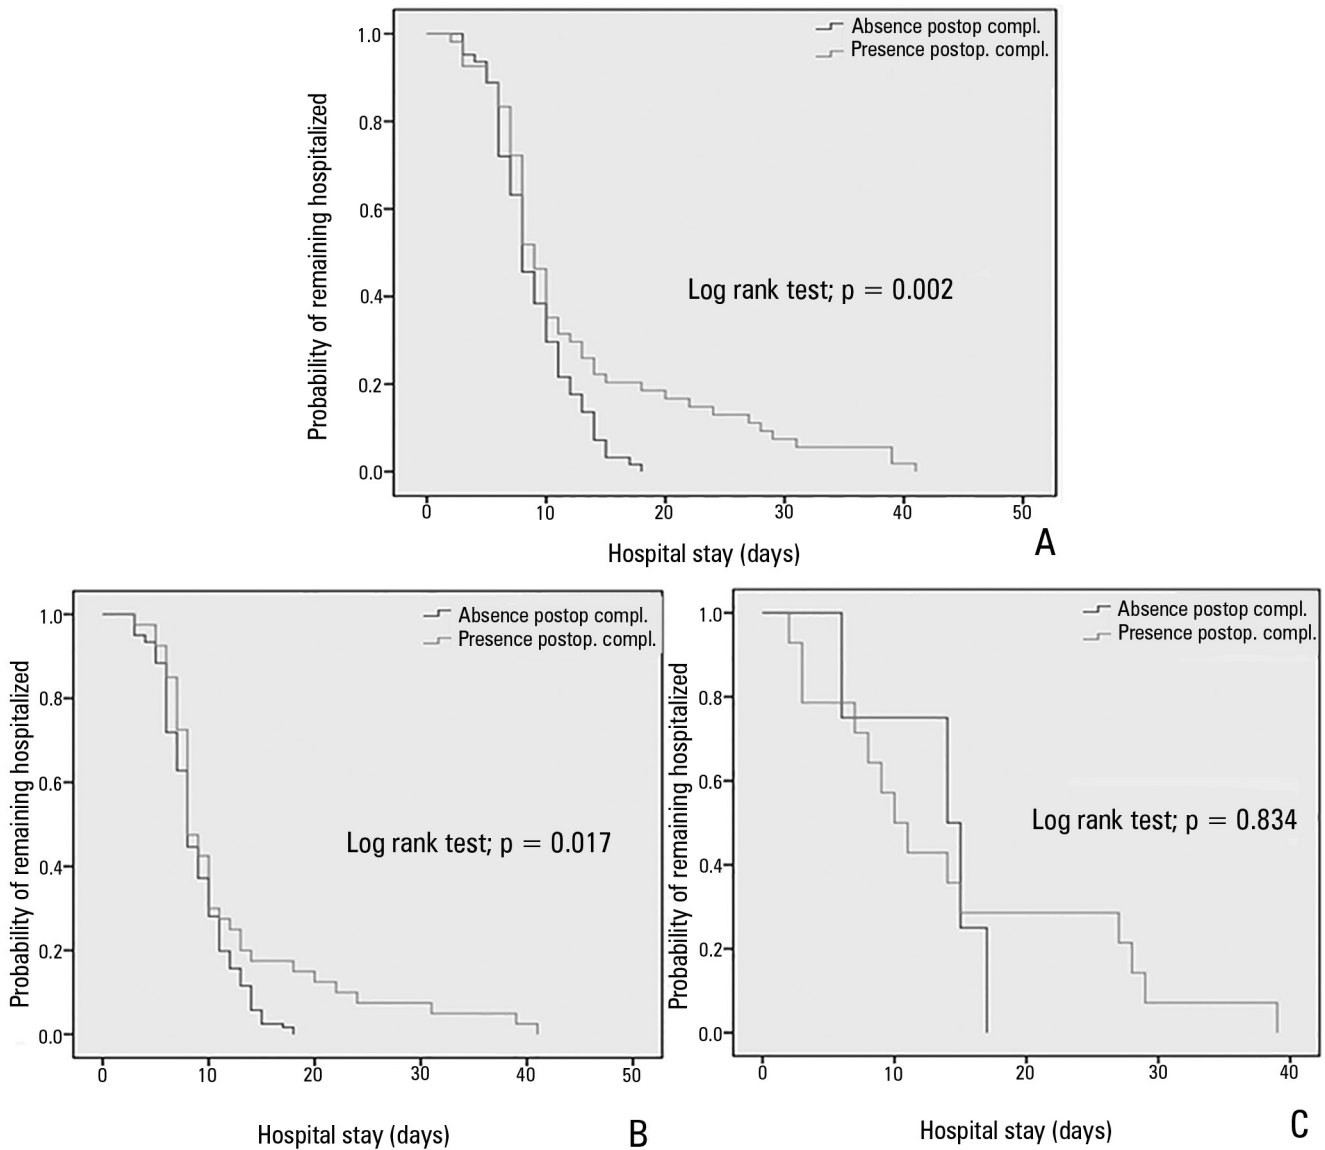 Absence postop compl.
Presence postop. compl.
1.0
0.8
0.6
0.4
0.2
0.0
Probability of remaining hospitalized
Log rank test; p = 0.002
0 10 20 30 40 50
Hospital stay (days)
A
Absence postop compl.
Presence postop. compl.
1.0
0.8
0.6
0.4
0.2
0.0
Probability of remaining hospitalized
Log rank test; p = 0.017
0 10 20 30 40 50
Hospital stay (days)
B
Absence postop compl.
Presence postop. compl.
1.0
0.8
0.6
0.4
0.2
0.0
Probability of remaining hospitalized
Log rank test; p = 0.834
0 10 20 30 40
Hospital stay (days)
C